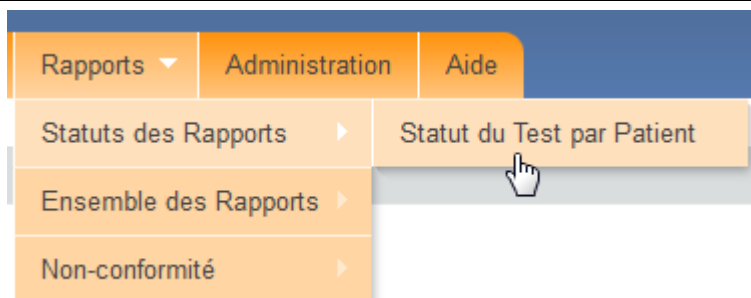 Rapports Administration Aide
Statuts des Rapports Statut du Test par Patient
Ensemble des Rapports
Non-conformité